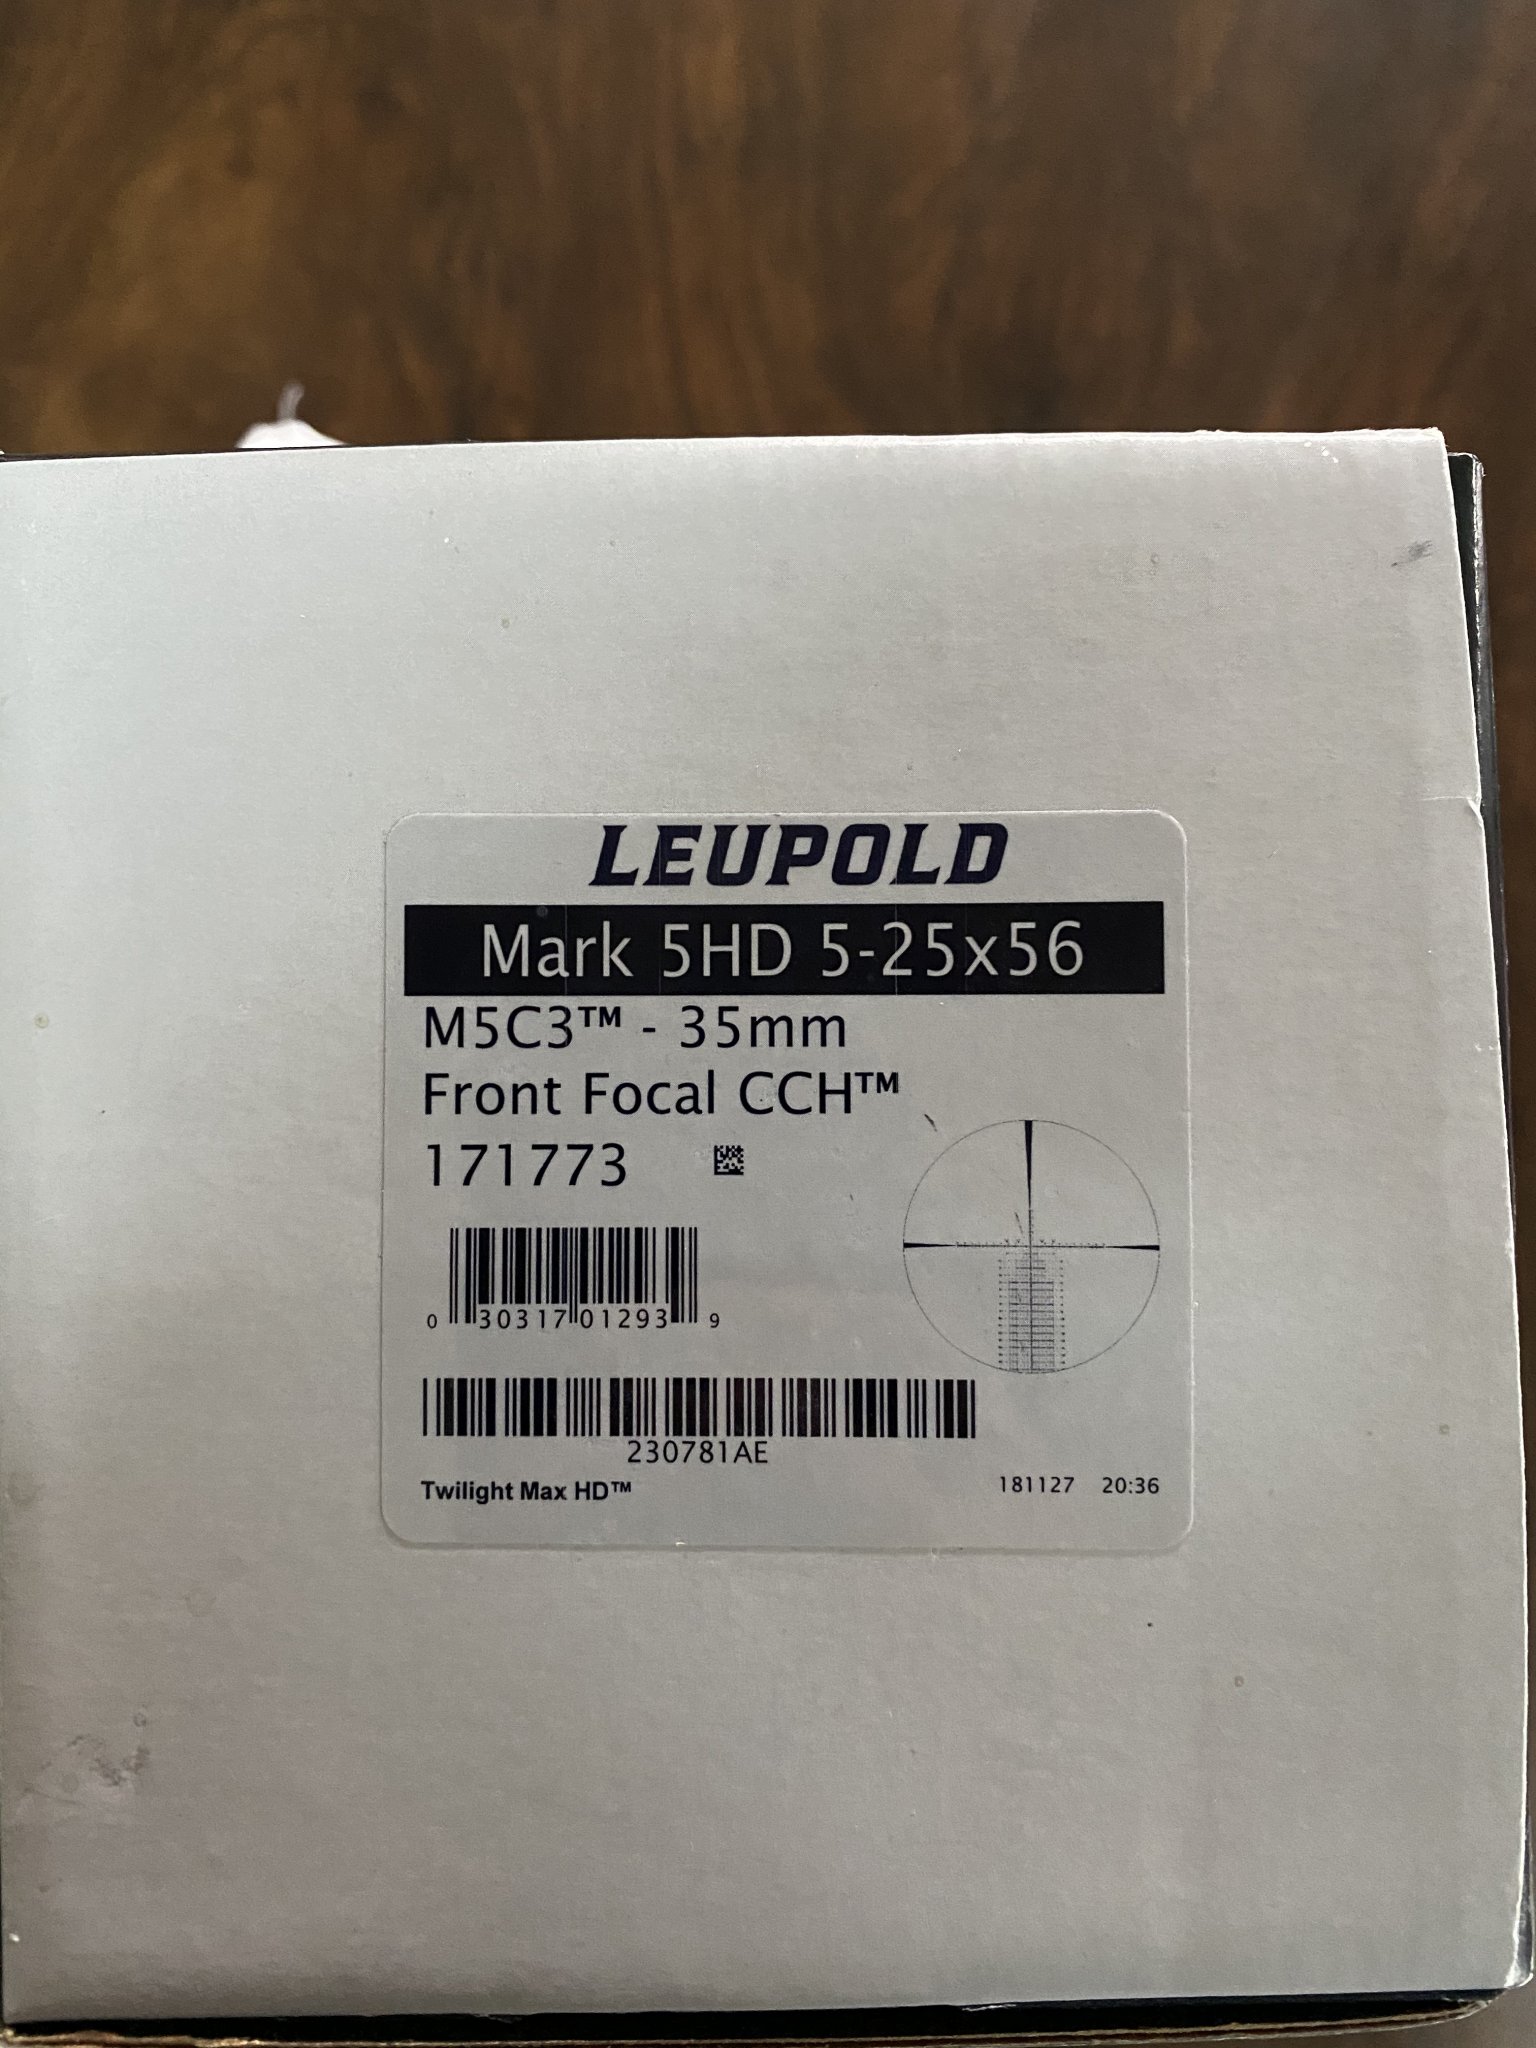 LEUPOLD
Mark 5HD 5-25x56
M5C3™ - 35mm
Front Focal CCH™
171773
0 30317 01293 9
230781AE
Twilight Max HD™ 181127 20:36